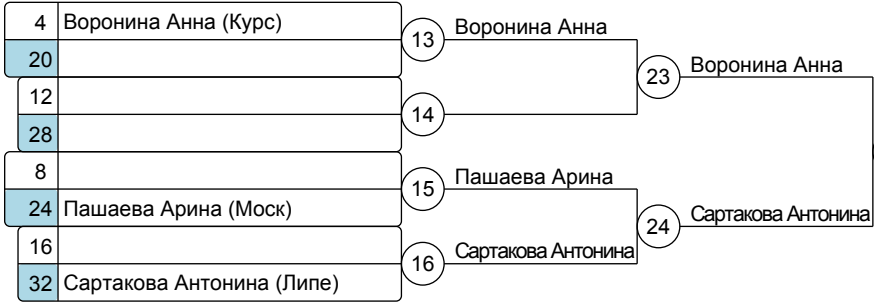 4 Воронина Анна (Курс)
20
13 Воронина Анна
12
28
14
23 Воронина Анна
8
24 Пашаева Арина (Моск)
15 Пашаева Арина
16
32 Сартакова Антонина (Липе)
16 Сартакова Антонина
24 Сартакова Антонина